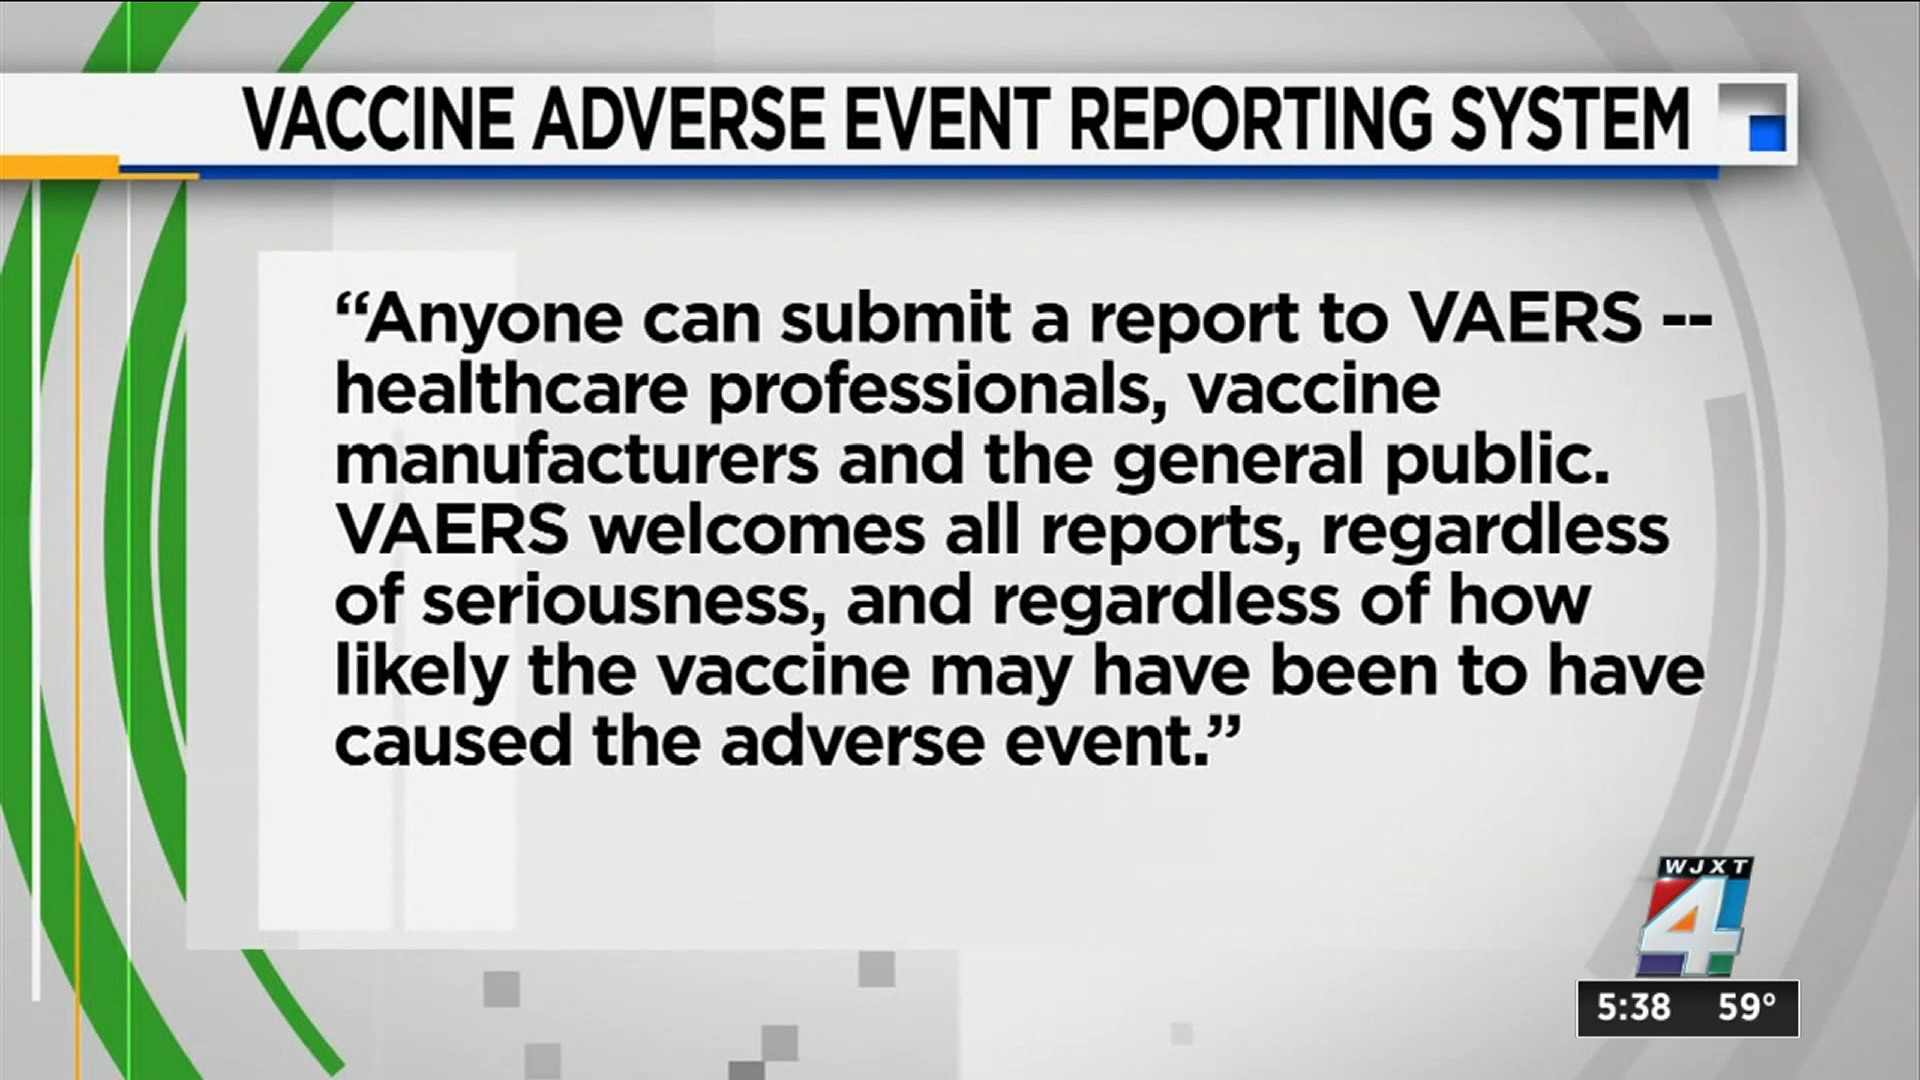 VACCINE ADVERSE EVENT REPORTING SYSTEM
“Anyone can submit a report to VAERS --
healthcare professionals, vaccine
manufacturers and the general public.
VAERS welcomes all reports, regardless
of seriousness, and regardless of how
likely the vaccine may have been to have
caused the adverse event.”
WJXT
4
5:38 59°